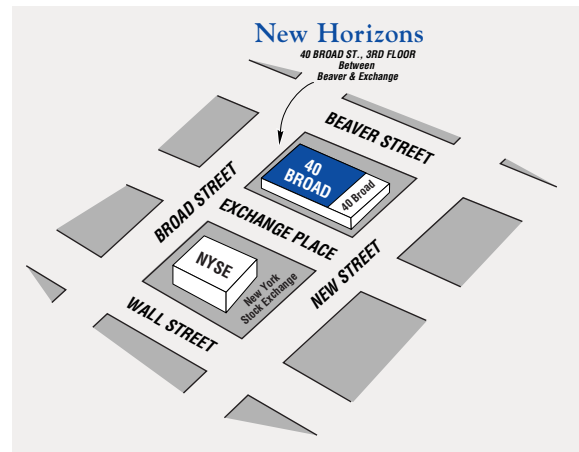 New Horizons
40 BROAD ST., 3RD FLOOR
Between
Beaver & Exchange
BEAVER STREET
40
BROAD
40 Broad
BROAD STREET
EXCHANGE PLACE
NYSE
New York
Stock Exchange
NEW STREET
WALL STREET